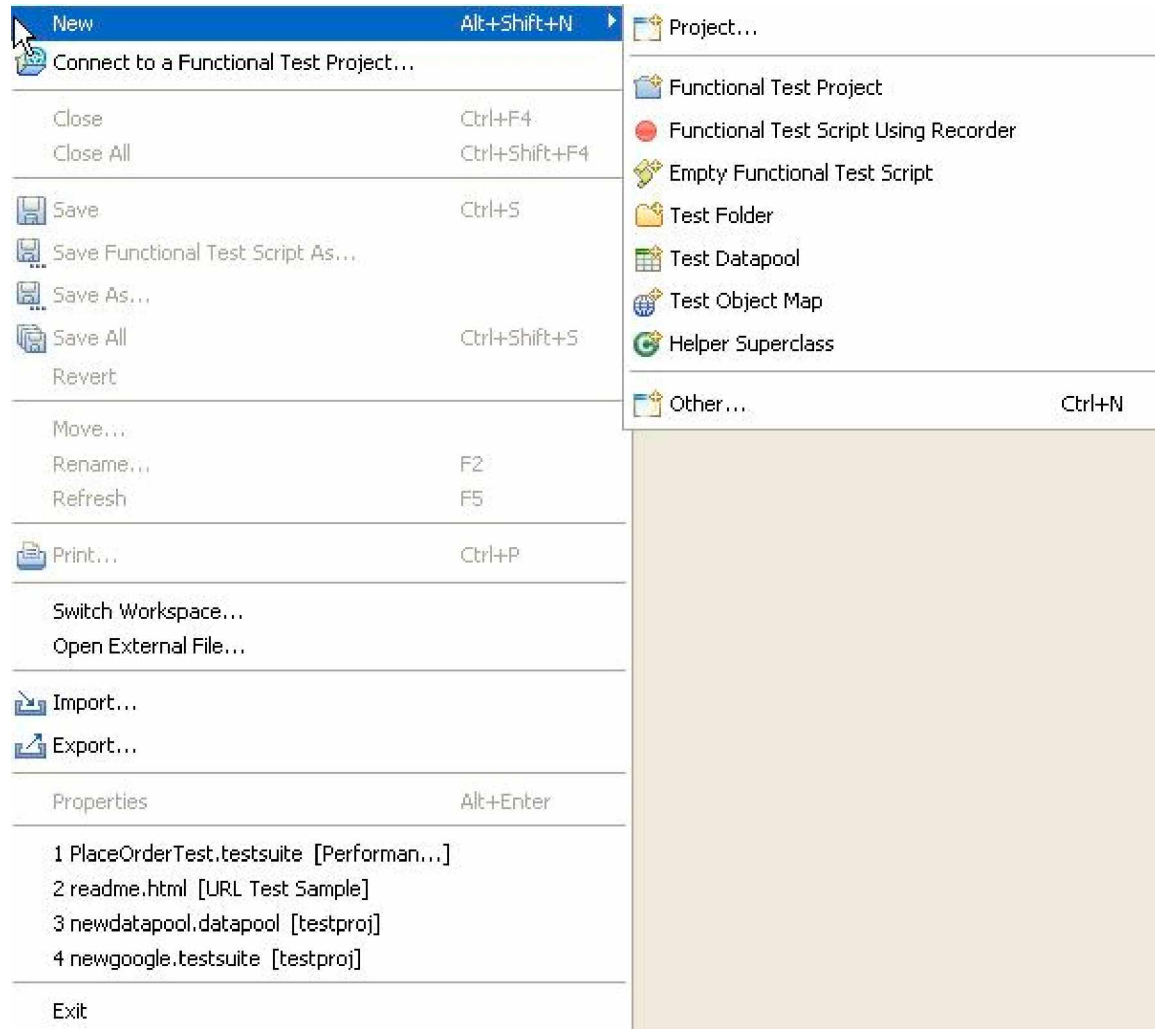 New Alt+Shift+N
Connect to a Functional Test Project...
Close Ctrl+F4
Close All Ctrl+Shift+F4
Save Ctrl+S
Save Functional Test Script As...
Save As...
Save All Ctrl+Shift+S
Revert
Move...
Rename... F2
Refresh F5
Print... Ctrl+P
Switch Workspace...
Open External File...
Import...
Export...
Properties Alt+Enter
1 PlaceOrderTest.testsuite [Performan...]
2 readme.html [URL Test Sample]
3 newdatapool.datapool [testproj]
4 newgoogle.testsuite [testproj]
Exit
Project...
Functional Test Project
Functional Test Script Using Recorder
Empty Functional Test Script
Test Folder
Test Datapool
Test Object Map
Helper Superclass
Other... Ctrl+N